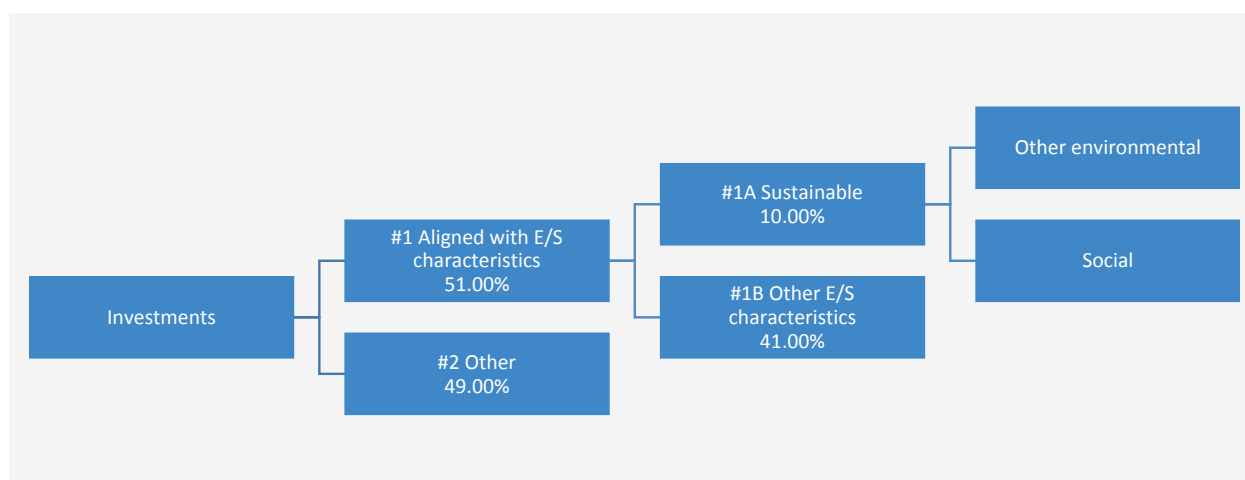 Investments
#1 Aligned with E/S
characteristics
51.00%
#2 Other
49.00%
#1A Sustainable
10.00%
#1B Other E/S
characteristics
41.00%
Other environmental
Social